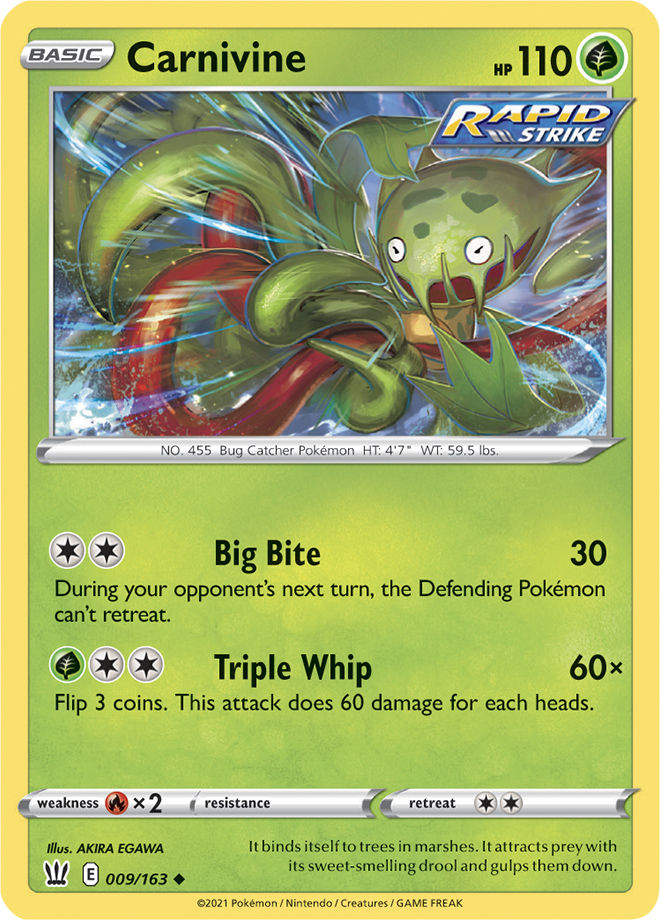 BASIC Carnivine HP 110
RAPID
STRIKE
NO. 455 Bug Catcher Pokémon HT: 4'7" WT: 59.5 lbs.
Big Bite 30
During your opponent's next turn, the Defending Pokémon
can't retreat.
Triple Whip 60×
Flip 3 coins. This attack does 60 damage for each heads.
weakness ×2 resistance retreat
Illus. AKIRA EGAWA
It binds itself to trees in marshes. It attracts prey with
its sweet-smelling drool and gulps them down.
E 009/163
©2021 Pokémon / Nintendo / Creatures / GAME FREAK